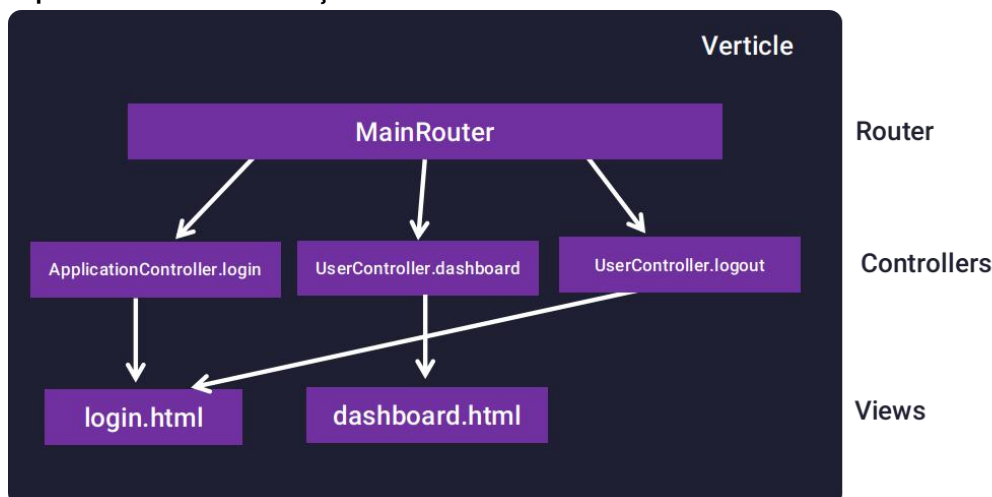 Verticle
MainRouter
Router
ApplicationController.login
UserController.dashboard
UserController.logout
Controllers
login.html
dashboard.html
Views